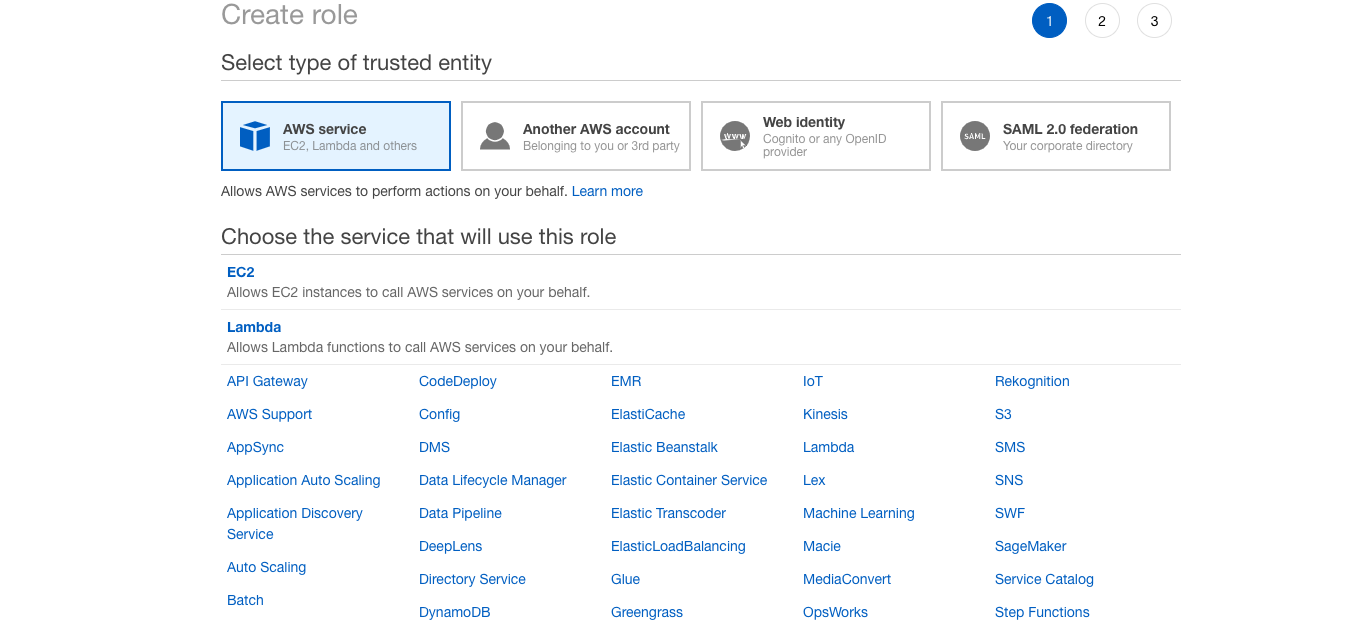 Create role
1 2 3
Select type of trusted entity
AWS service
EC2, Lambda and others
Another AWS account
Belonging to you or 3rd party
www
Web identity
Cognito or any OpenID
provider
SAML
SAML 2.0 federation
Your corporate directory
Allows AWS services to perform actions on your behalf. Learn more
Choose the service that will use this role
EC2
Allows EC2 instances to call AWS services on your behalf.
Lambda
Allows Lambda functions to call AWS services on your behalf.
API Gateway
AWS Support
AppSync
Application Auto Scaling
Application Discovery
Service
Auto Scaling
Batch
CodeDeploy
Config
DMS
Data Lifecycle Manager
Data Pipeline
DeepLens
Directory Service
DynamoDB
EMR
ElastiCache
Elastic Beanstalk
Elastic Container Service
Elastic Transcoder
ElasticLoadBalancing
Glue
Greengrass
IoT
Kinesis
Lambda
Lex
Machine Learning
Macie
MediaConvert
OpsWorks
Rekognition
S3
SMS
SNS
SWF
SageMaker
Service Catalog
Step Functions